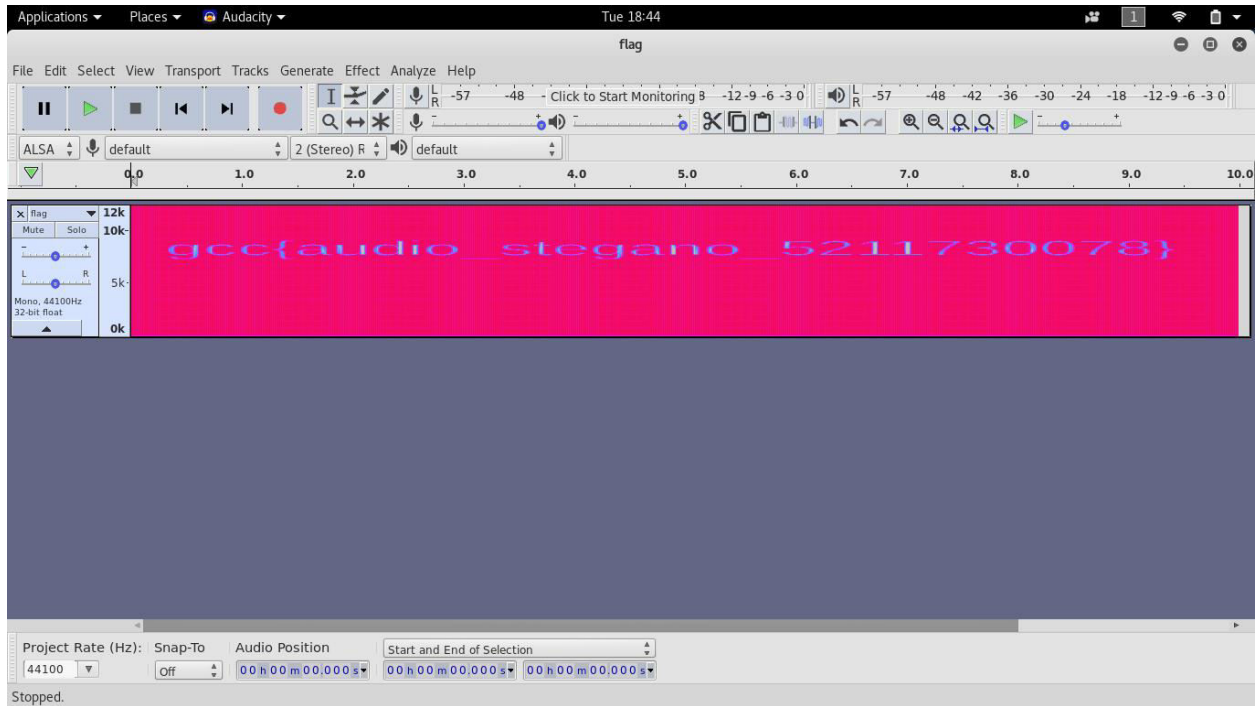 Applications Places Audacity Tue 18:44 1
flag
File Edit Select View Transport Tracks Generate Effect Analyze Help
L R -57 -48 - Click to Start Monitoring 8 -12 -9 -6 -3 0 L R -57 -48 -42 -36 -30 -24 -18 -12 -9 -6 -3 0
ALSA default 2 (Stereo) R default
0.0 1.0 2.0 3.0 4.0 5.0 6.0 7.0 8.0 9.0 10.0
flag
Mute Solo
- +
L R
Mono, 44100Hz
32-bit float
12k
10k
5k
0k
gcc{audio_stegano_5211730078}
Project Rate (Hz): Snap-To Audio Position Start and End of Selection
44100 Off 00 h 00 m 00,000 s 00 h 00 m 00,000 s 00 h 00 m 00,000 s
Stopped.